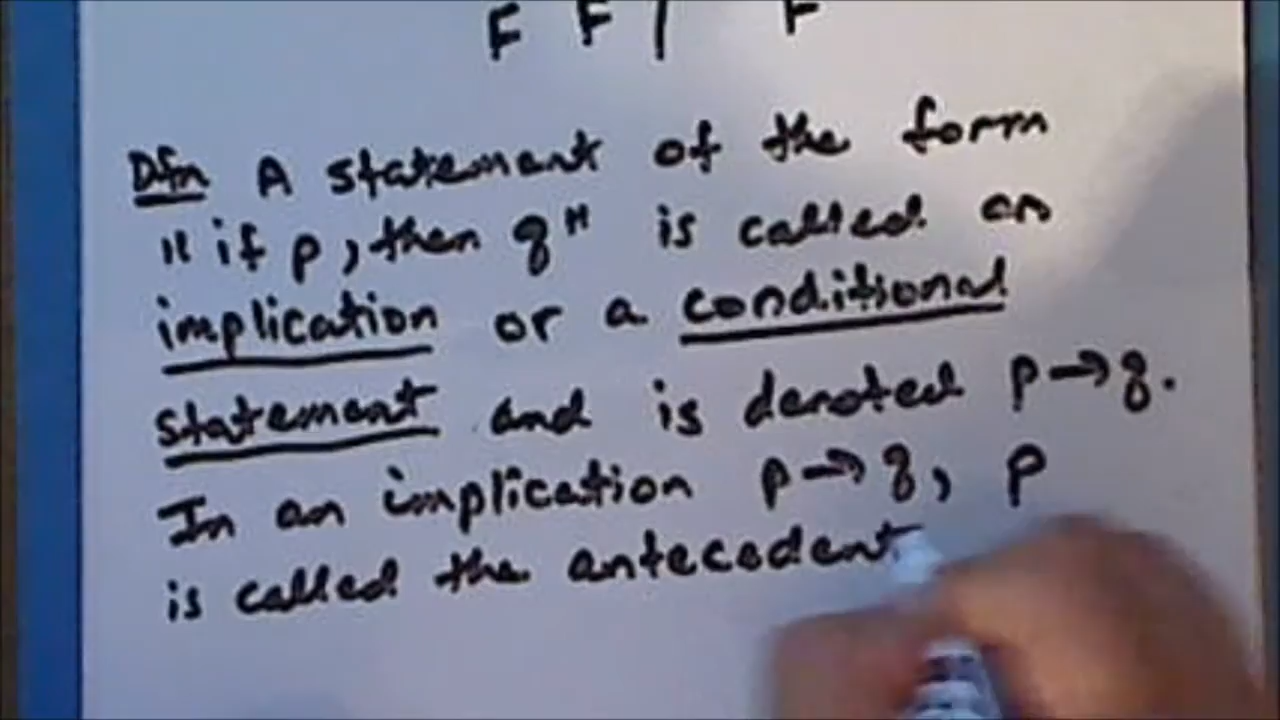 F F | F
Dfn A statement of the form
"if p, then q" is called an
implication or a conditional
statement and is denoted p→q.
In an implication p→q, p
is called the antecedent